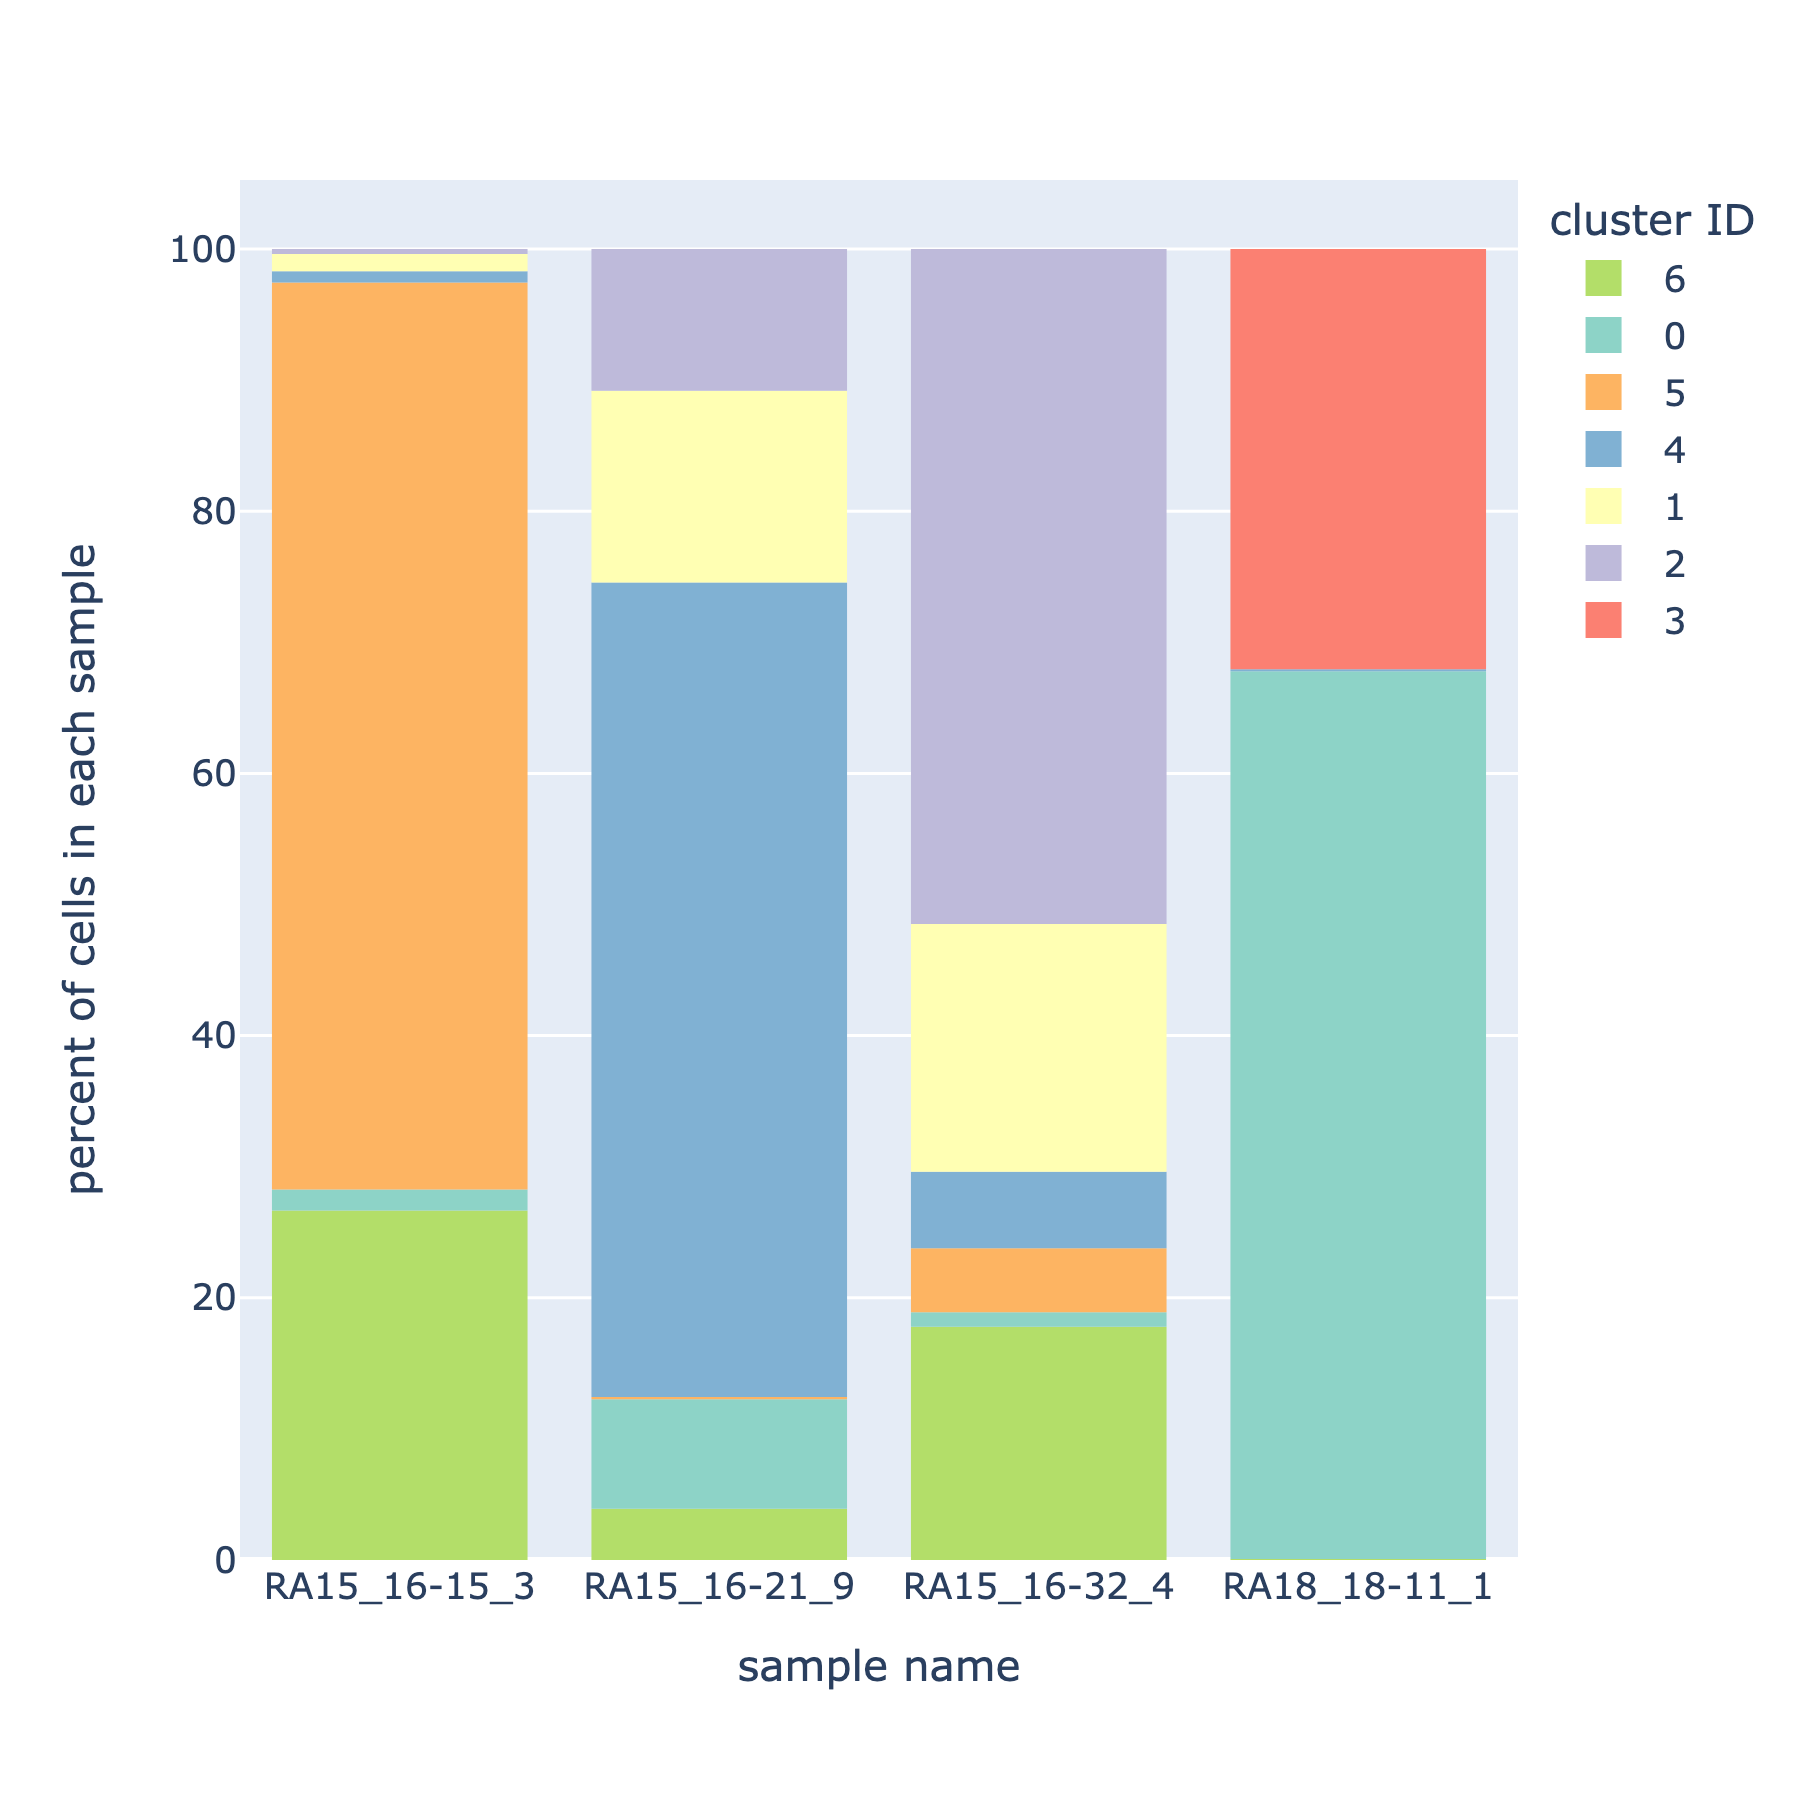 cluster ID
6
0
5
4
1
2
3
100
80
60
40
20
0
percent of cells in each sample
RA15_16-15_3
RA15_16-21_9
RA15_16-32_4
RA18_18-11_1
sample name